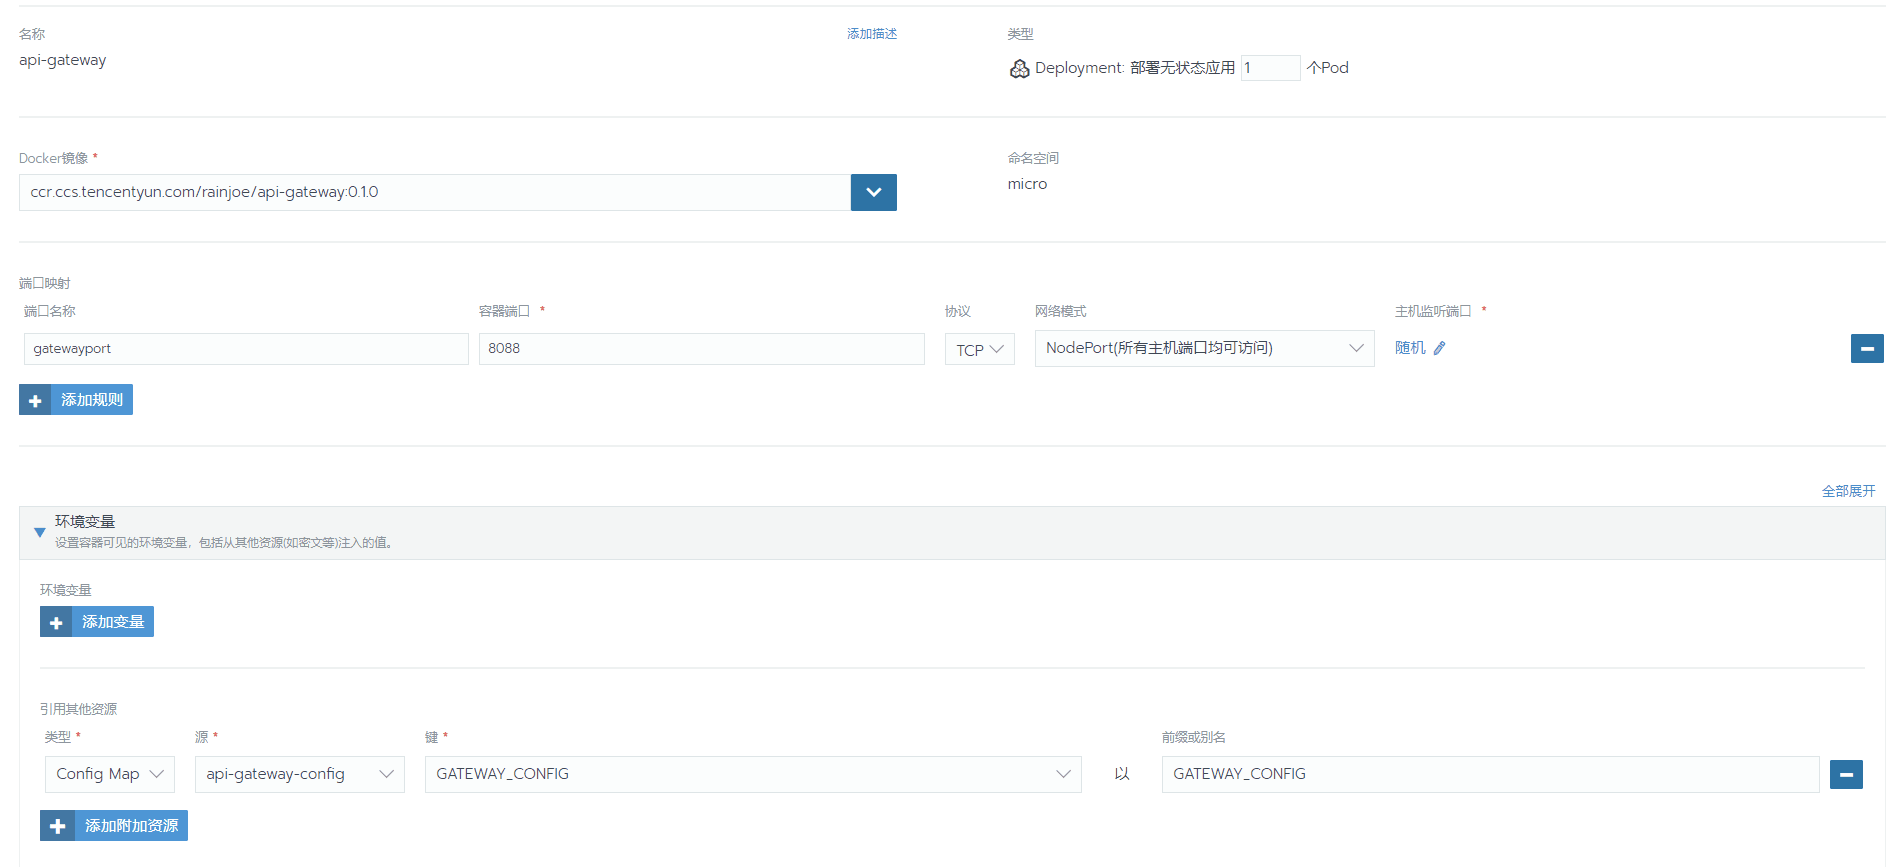 名称 添加描述 类型
api-gateway
Deployment: 部署无状态应用 1 个Pod
Docker镜像 * 命名空间
ccr.ccs.tencentyun.com/rainjoe/api-gateway:0.1.0 micro
端口映射
端口名称 容器端口 * 协议 网络模式 主机监听端口 *
gatewayport 8088 TCP NodePort(所有主机端口均可访问) 随机
添加规则
全部展开
环境变量
设置容器可见的环境变量，包括从其他资源(如密文等)注入的值。
环境变量
添加变量
引用其他资源
类型 * 源 * 键 * 前缀或别名
Config Map api-gateway-config GATEWAY_CONFIG 以 GATEWAY_CONFIG
添加附加资源